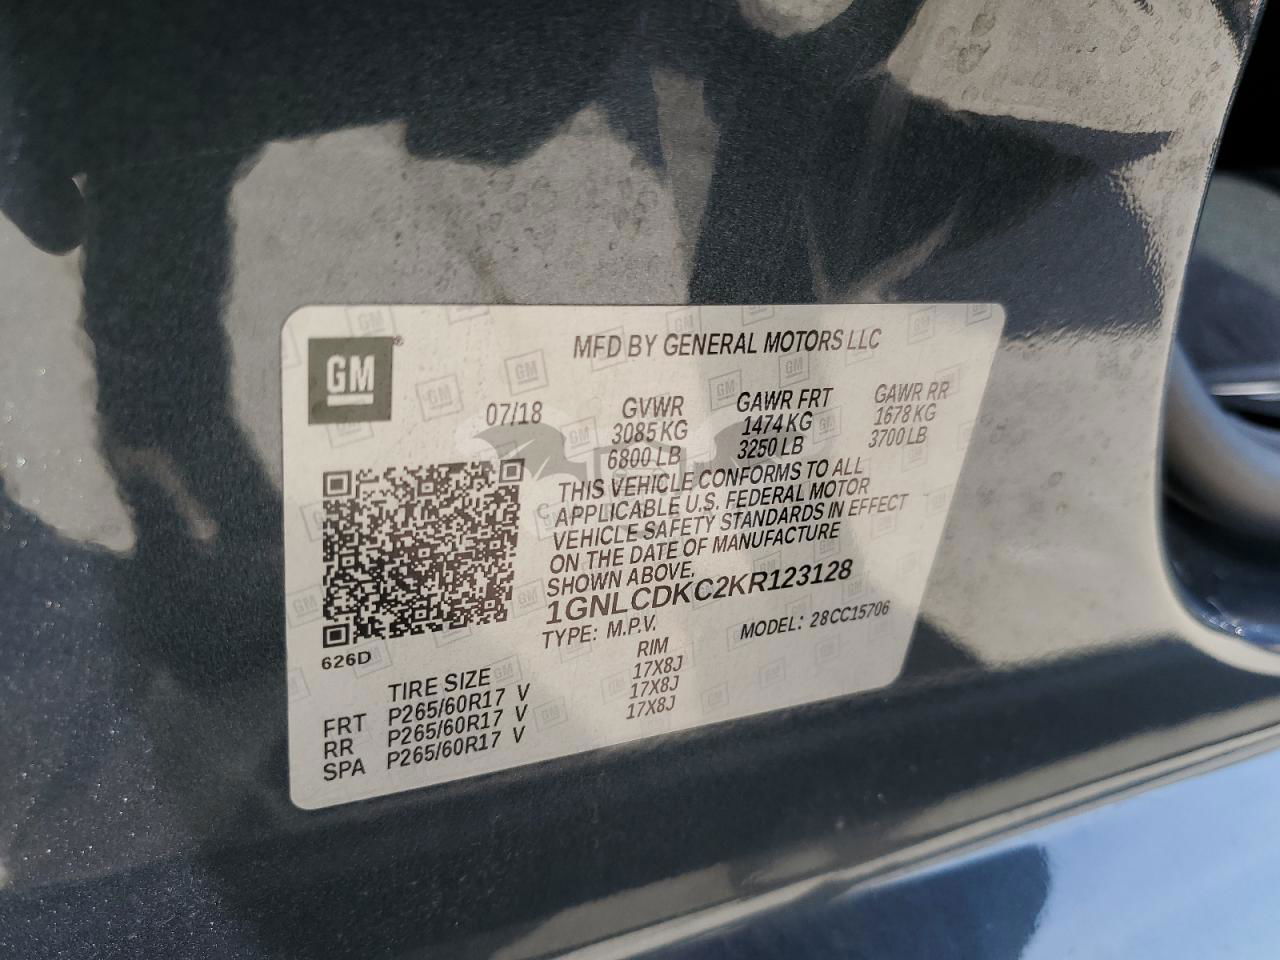 GM ®
MFD BY GENERAL MOTORS LLC
07/18 GVWR GAWR FRT GAWR RR
3085 KG 1474 KG 1678 KG
6800 LB 3250 LB 3700 LB
THIS VEHICLE CONFORMS TO ALL
APPLICABLE U.S. FEDERAL MOTOR
VEHICLE SAFETY STANDARDS IN EFFECT
ON THE DATE OF MANUFACTURE
SHOWN ABOVE.
1GNLCDKC2KR123128
TYPE: M.P.V. MODEL: 28CC15706
626D
TIRE SIZE RIM
FRT P265/60R17 V 17X8J
RR P265/60R17 V 17X8J
SPA P265/60R17 V 17X8J